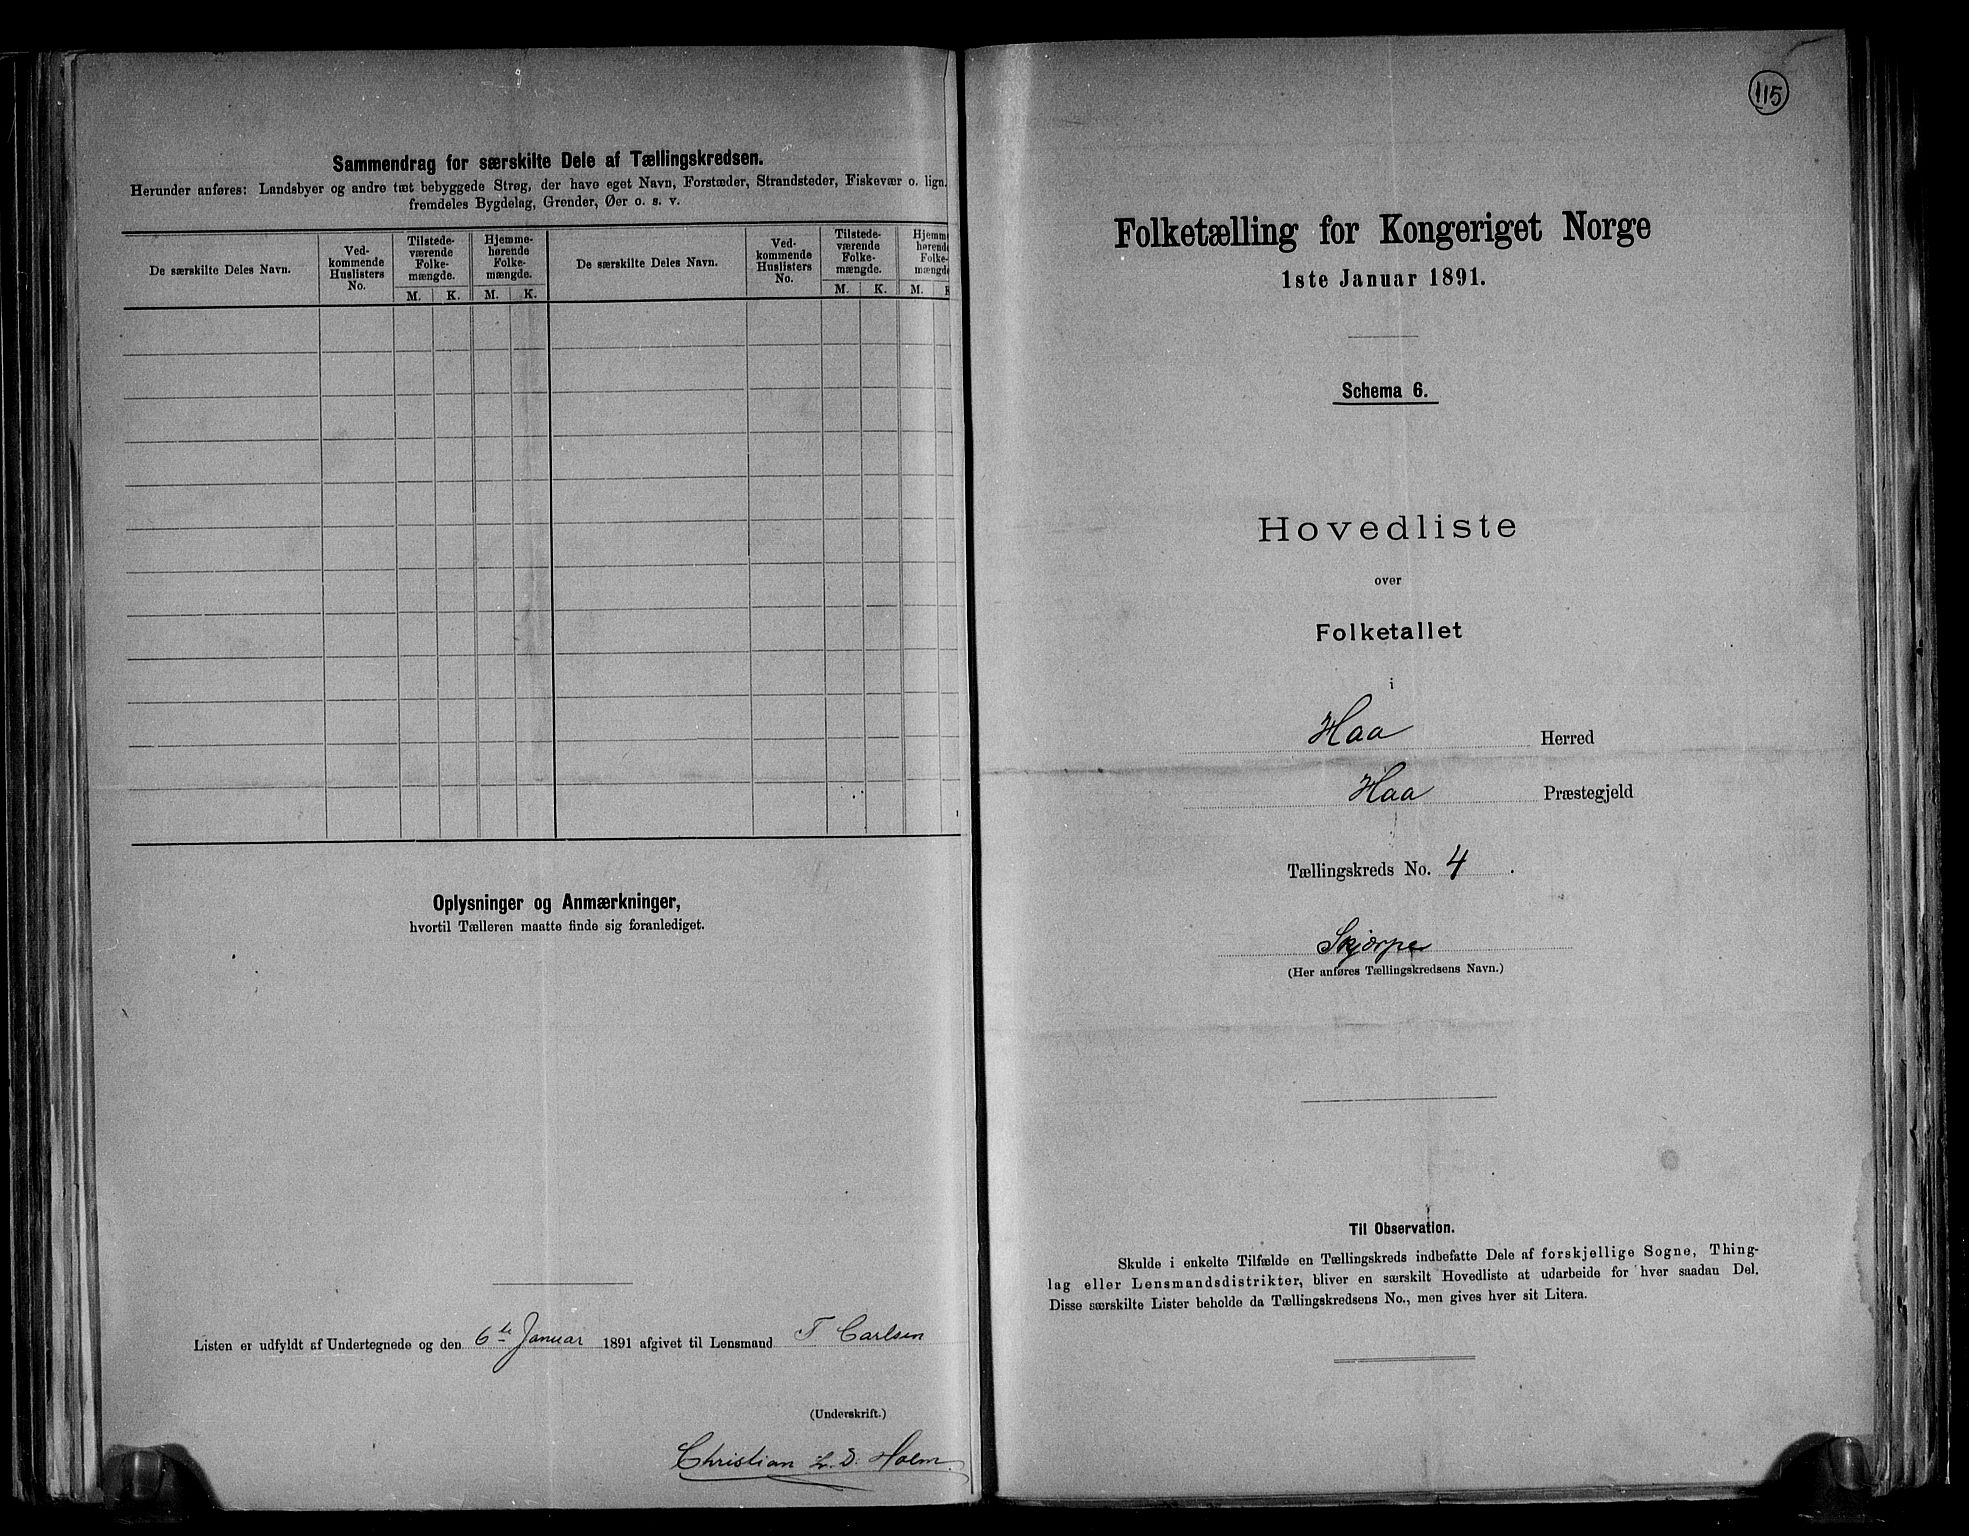 Sammendrag for særskilte Dele af Tællingskredsen.
Herunder anføres: Landsbyer og andre tæt bebyggede Strøg, der have eget Navn, Forstæder, Strandsteder, Fiskevær o. lign.
fremdeles Bygdelag, Grender, Øer o. s. v.
De særskilte Deles Navn.
Ved-
kommende
Huslisters
No.
Tilstede-
værende
Folke-
mængde.
M. K.
Hjemme-
hørende
Folke-
mængde.
M. K.
De særskilte Deles Navn.
Ved-
kommende
Huslisters
No.
Tilstede-
værende
Folke-
mængde.
M. K.
Hjemm
hørende
Folke-
mængde
M.
Oplysninger og Anmærkninger,
hvortil Tælleren maatte finde sig foranlediget.
Listen er udfyldt af Undertegnede og den 6te Januar 1891 afgivet til Lensmand T Carlsen
(Underskrift.)
Christian L. D. Holm.
115
Folketælling for Kongeriget Norge
1ste Januar 1891.
Schema 6.
Hovedliste
over
Folketallet
i
Haa Herred
Haa Præstegjeld
Tællingskreds No. 4.
Skjærpe
(Her anføres Tællingskredsens Navn.)
Til Observation.
Skulde i enkelte Tilfælde en Tællingskreds indbefatte Dele af forskjellige Sogne, Thing-
lag eller Lensmandsdistrikter, bliver en særskilt Hovedliste at udarbeide for hver saadan Del.
Disse særskilte Lister beholde da Tællingskredsens No., men gives hver sit Litera.